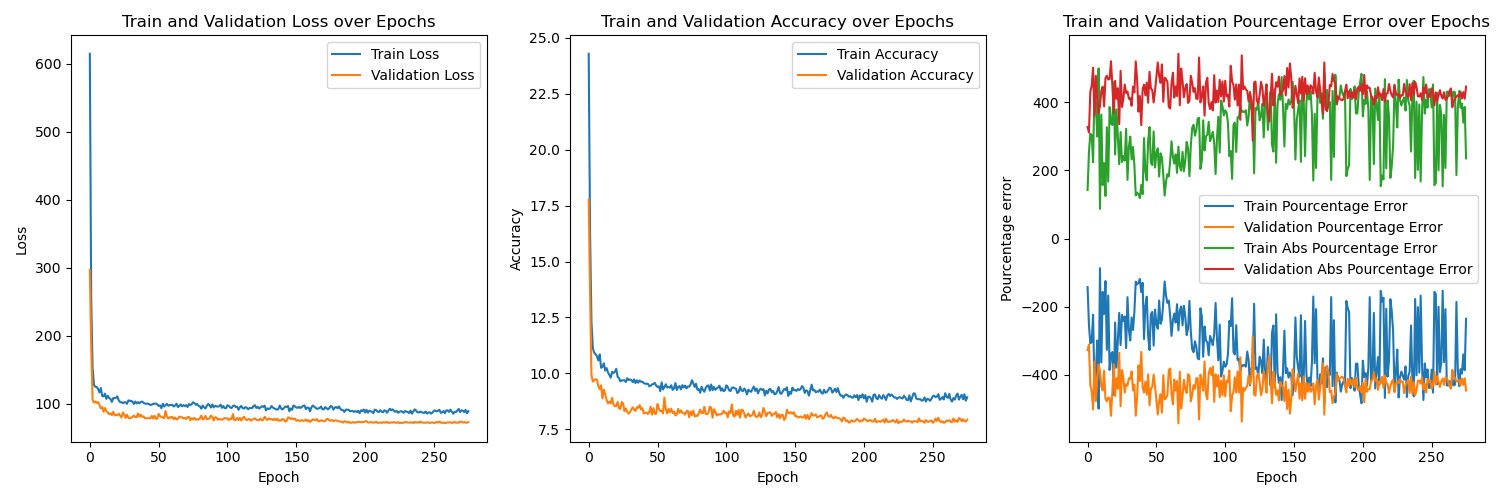 Train and Validation Loss over Epochs
Loss
600
500
400
300
200
100
0
50
100
150
200
250
Epoch
Train Loss
Validation Loss
Train and Validation Accuracy over Epochs
Accuracy
25.0
22.5
20.0
17.5
15.0
12.5
10.0
7.5
0
50
100
150
200
250
Epoch
Train Accuracy
Validation Accuracy
Train and Validation Pourcentage Error over Epochs
Pourcentage error
400
200
0
−200
−400
0
50
100
150
200
250
Epoch
Train Pourcentage Error
Validation Pourcentage Error
Train Abs Pourcentage Error
Validation Abs Pourcentage Error